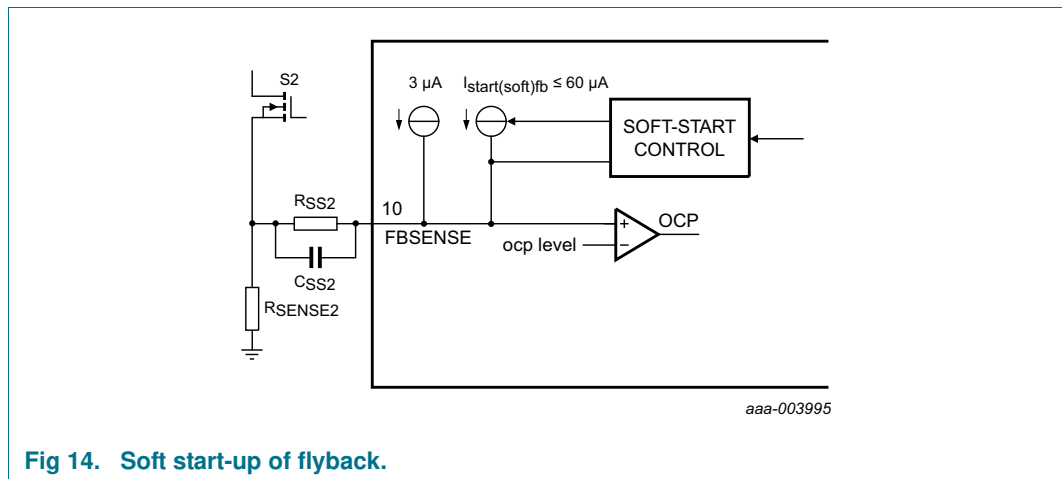 S2
3 µA
Istart(soft)fb ≤ 60 µA
SOFT-START
CONTROL
RSS2
10
FBSENSE
CSS2
RSENSE2
+
−
OCP
ocp level
aaa-003995
Fig 14. Soft start-up of flyback.